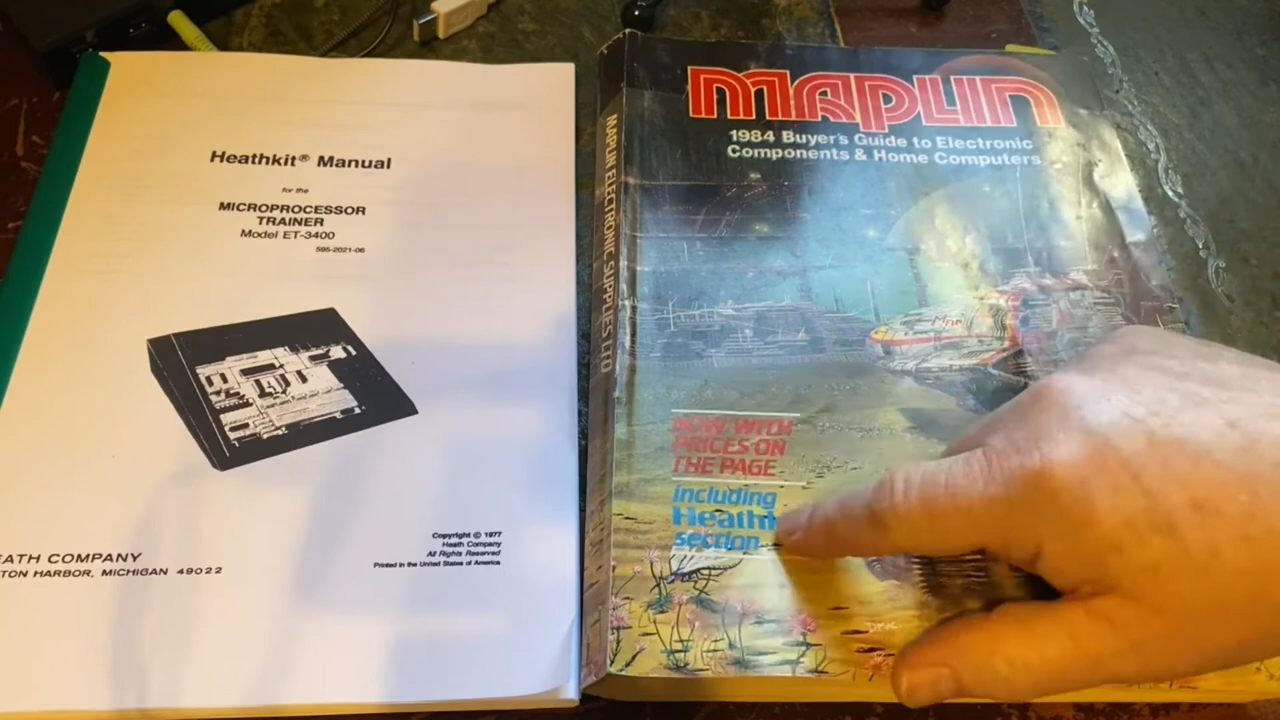 Heathkit® Manual
for the
MICROPROCESSOR
TRAINER
Model ET-3400
595-2021-06
Copyright © 1977
Heath Company
All Rights Reserved
Printed in the United States of America
EATH COMPANY
TON HARBOR, MICHIGAN 49022
MAPLIN ELECTRONIC SUPPLIES LTD
MAPLIN
1984 Buyer's Guide to Electronic
Components & Home Computers
NOW WITH
PRICES ON
THE PAGE
including
Heathk
section